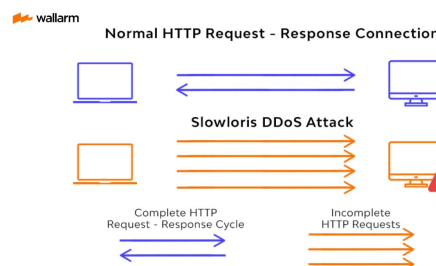 wallarm
Normal HTTP Request - Response Connection
Slowloris DDoS Attack
Complete HTTP
Request - Response Cycle
Incomplete
HTTP Requests